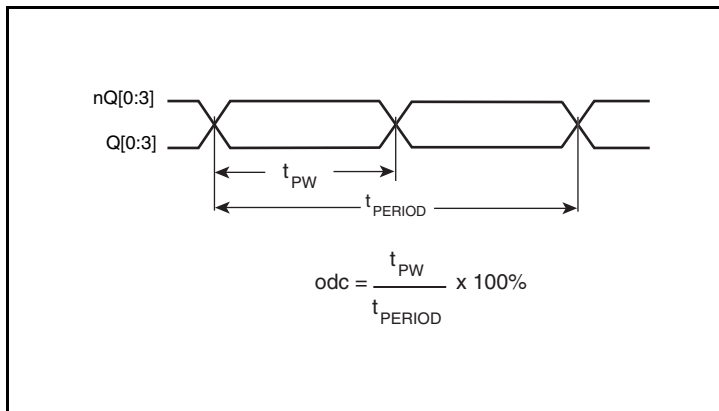 nQ[0:3]
Q[0:3]
tPW
tPERIOD
odc = tPW / tPERIOD x 100%